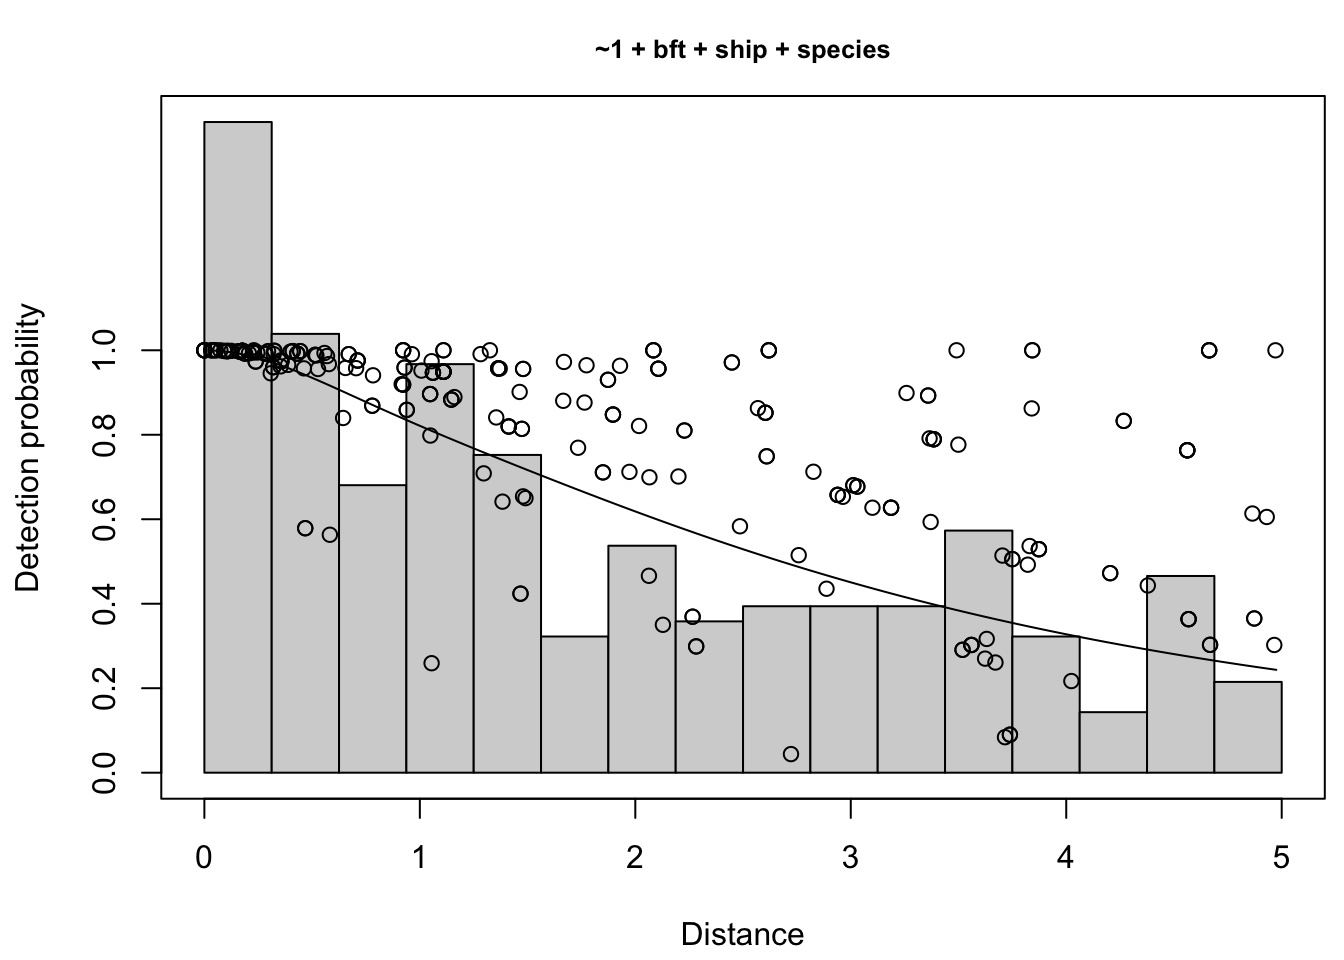 ~1 + bft + ship + species
Detection probability
1.0
0.8
0.6
0.4
0.2
0.0
0 1 2 3 4 5
Distance